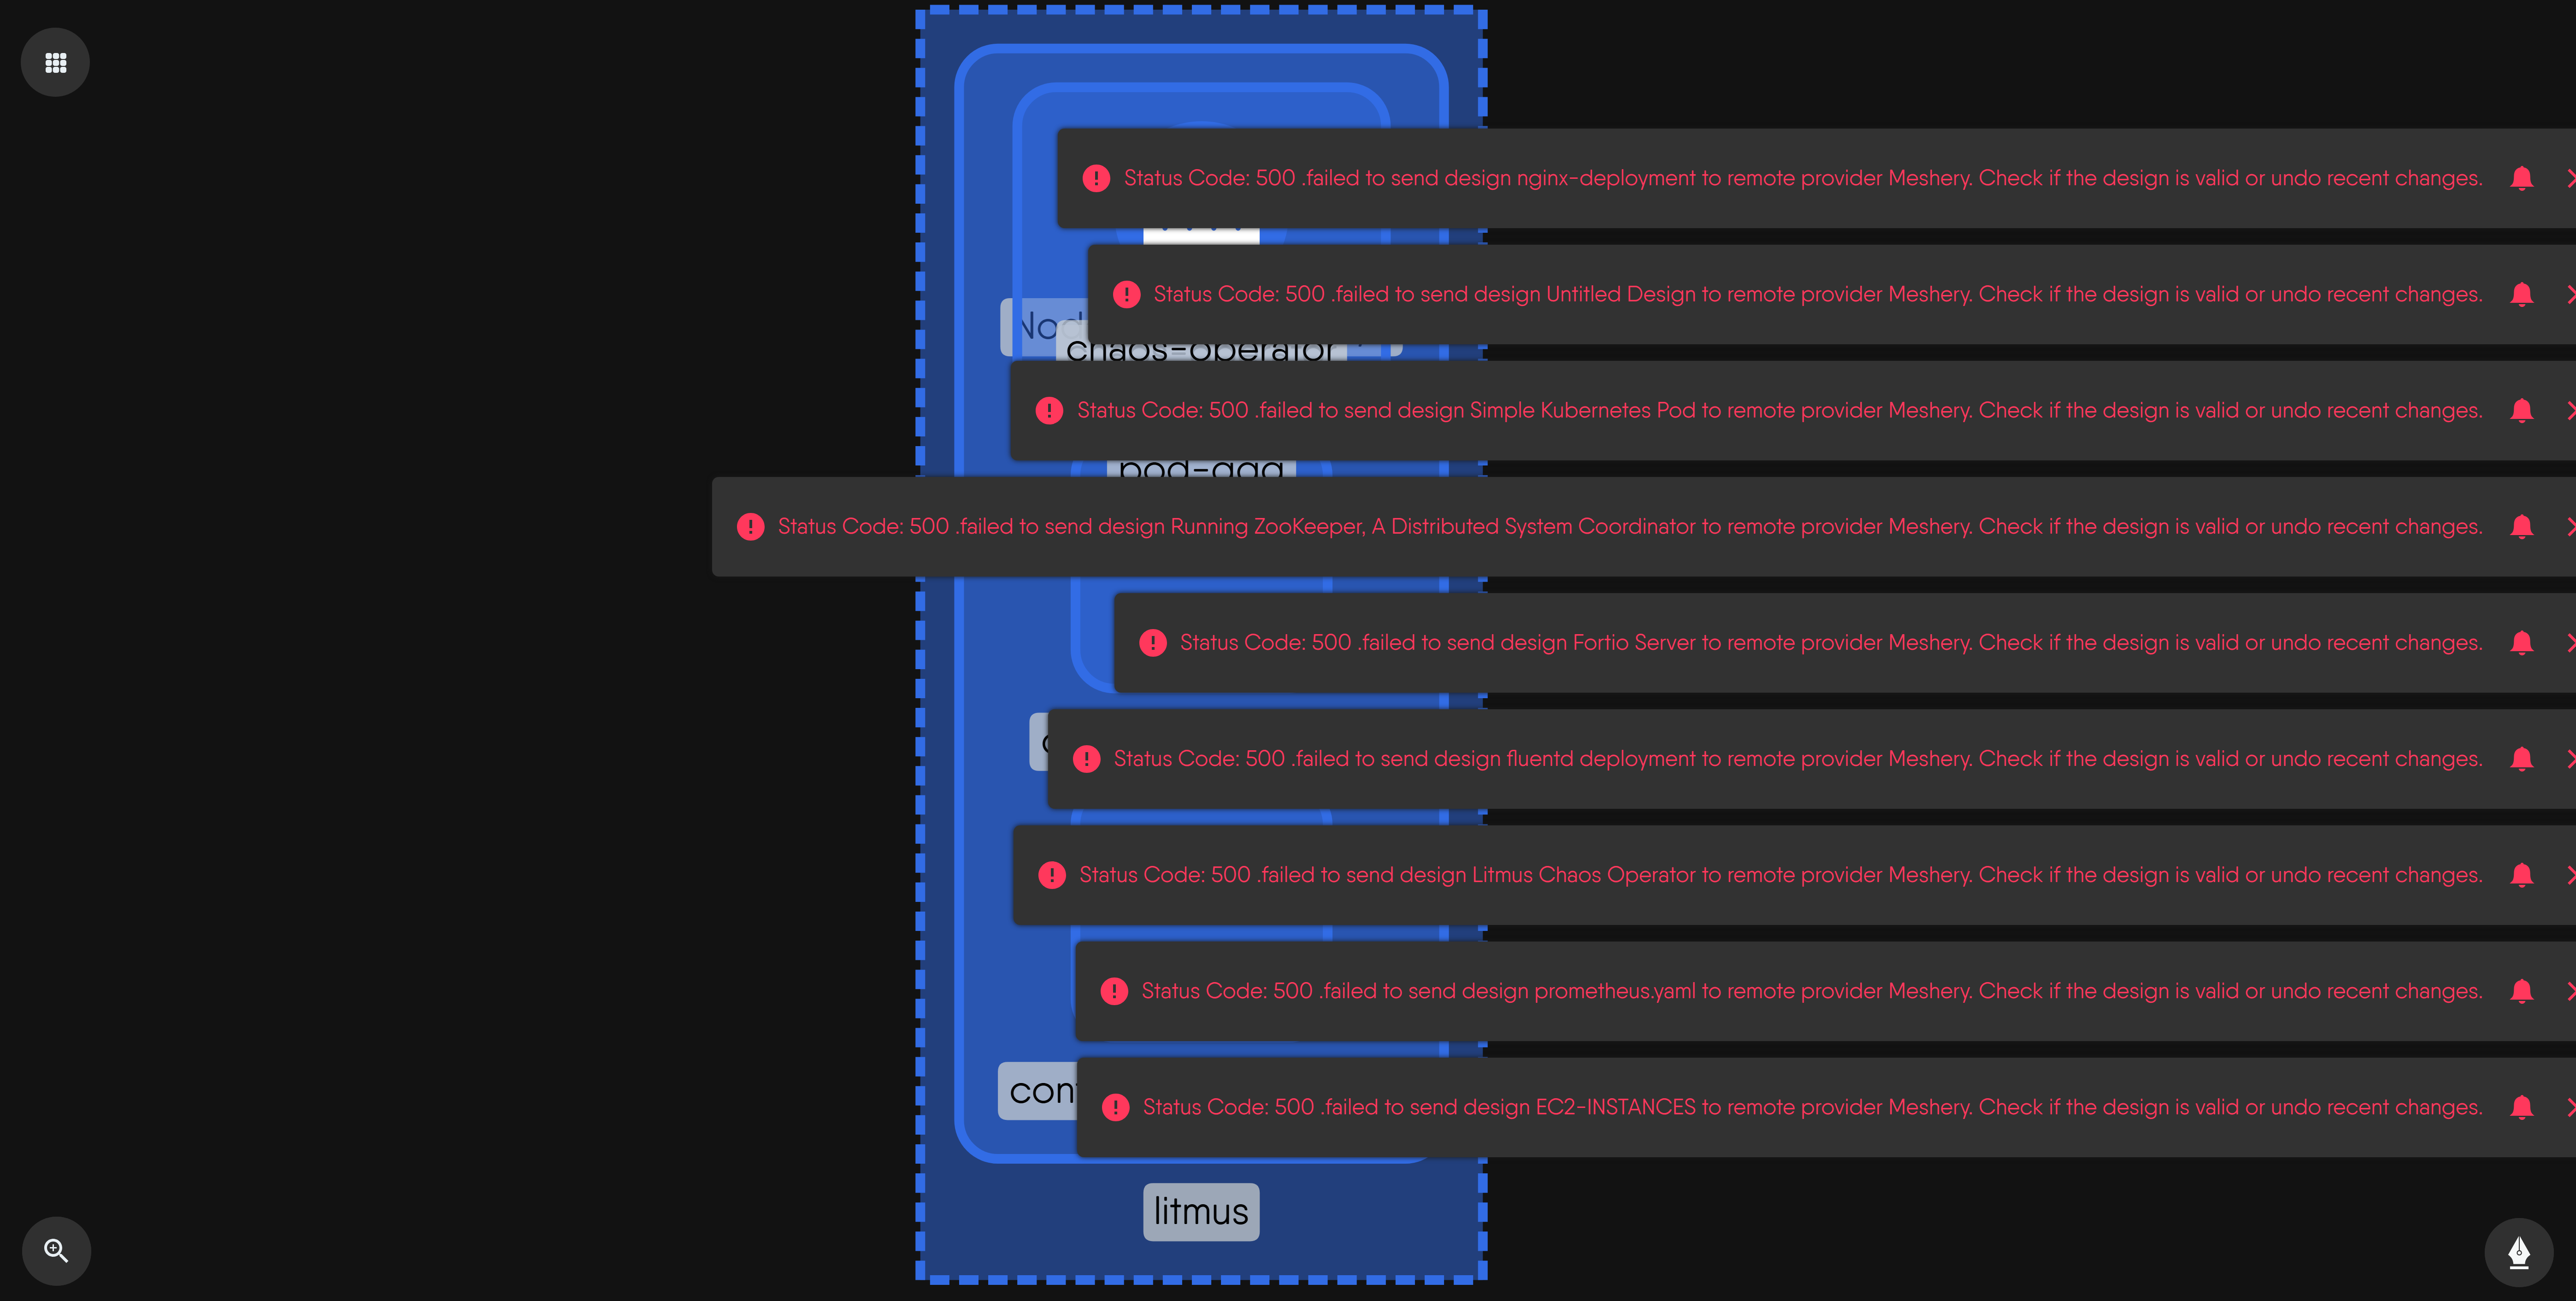 Status Code: 500 .failed to send design nginx-deployment to remote provider Meshery. Check if the design is valid or undo recent changes.
Status Code: 500 .failed to send design Untitled Design to remote provider Meshery. Check if the design is valid or undo recent changes.
chaos-operator
Status Code: 500 .failed to send design Simple Kubernetes Pod to remote provider Meshery. Check if the design is valid or undo recent changes.
Status Code: 500 .failed to send design Running ZooKeeper, A Distributed System Coordinator to remote provider Meshery. Check if the design is valid or undo recent changes.
Status Code: 500 .failed to send design Fortio Server to remote provider Meshery. Check if the design is valid or undo recent changes.
Status Code: 500 .failed to send design fluentd deployment to remote provider Meshery. Check if the design is valid or undo recent changes.
Status Code: 500 .failed to send design Litmus Chaos Operator to remote provider Meshery. Check if the design is valid or undo recent changes.
Status Code: 500 .failed to send design prometheus.yaml to remote provider Meshery. Check if the design is valid or undo recent changes.
Status Code: 500 .failed to send design EC2-INSTANCES to remote provider Meshery. Check if the design is valid or undo recent changes.
litmus